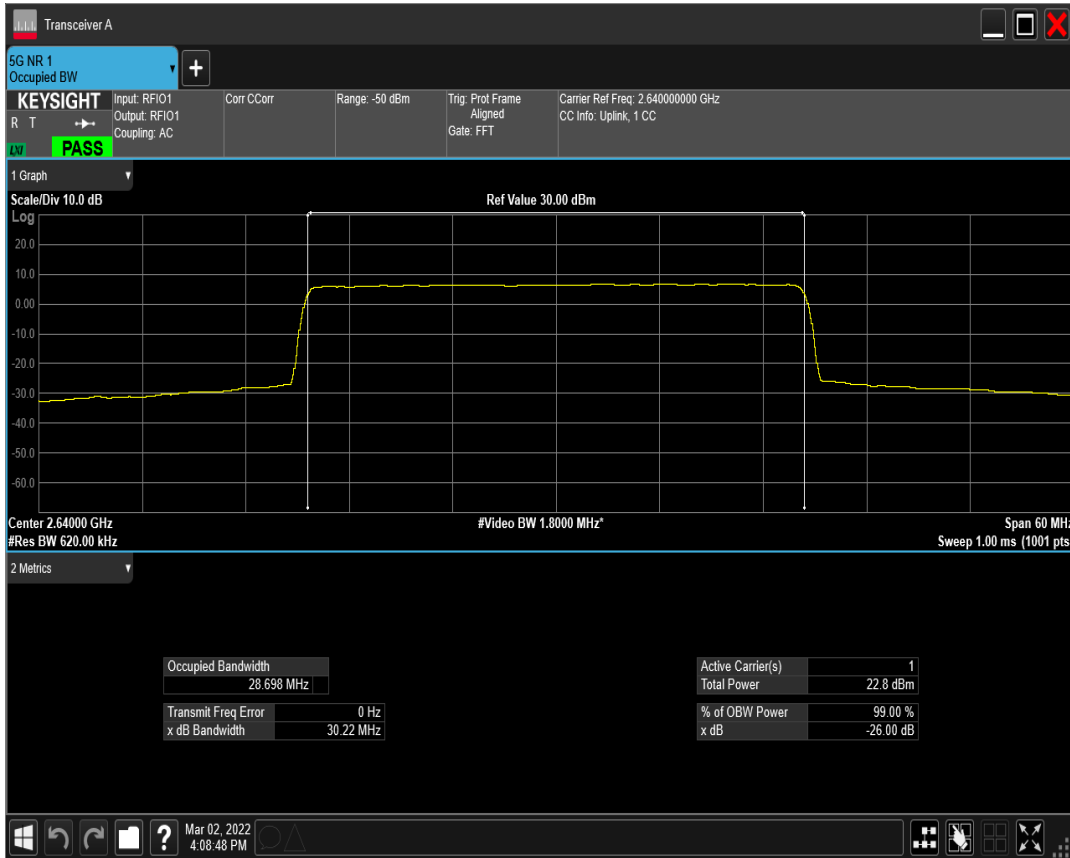 Transceiver A
5G NR 1
Occupied BW
+
KEYSIGHT
R T
LXI
PASS
Input: RFIO1
Output: RFIO1
Coupling: AC
Corr CCorr
Range: -50 dBm
Trig: Prot Frame
Aligned
Gate: FFT
Carrier Ref Freq: 2.640000000 GHz
CC Info: Uplink, 1 CC
1 Graph
Scale/Div 10.0 dB
Ref Value 30.00 dBm
Log
20.0
10.0
0.00
-10.0
-20.0
-30.0
-40.0
-50.0
-60.0
Center 2.64000 GHz
#Video BW 1.8000 MHz*
Span 60 MHz
#Res BW 620.00 kHz
Sweep 1.00 ms (1001 pts
2 Metrics
Occupied Bandwidth
28.698 MHz
Transmit Freq Error 0 Hz
x dB Bandwidth 30.22 MHz
Active Carrier(s) 1
Total Power 22.8 dBm
% of OBW Power 99.00 %
x dB -26.00 dB
?
Mar 02, 2022
4:08:48 PM